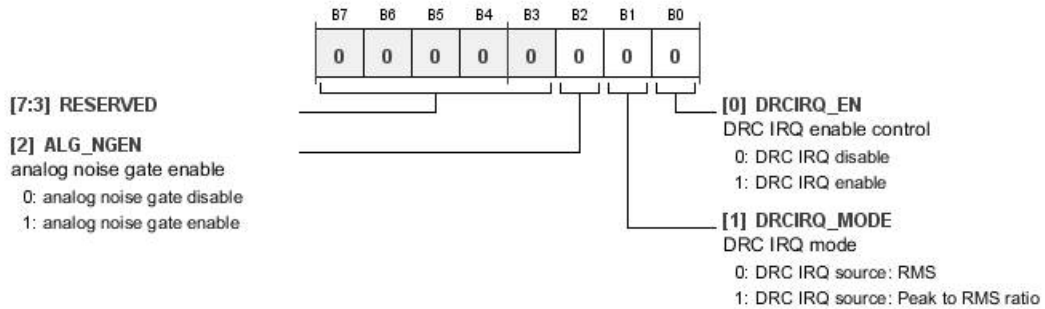 B7 B6 B5 B4 B3 B2 B1 B0
0 0 0 0 0 0 0 0
[7:3] RESERVED
[2] ALG_NGEN
analog noise gate enable
0: analog noise gate disable
1: analog noise gate enable
[0] DRCIRQ_EN
DRC IRQ enable control
0: DRC IRQ disable
1: DRC IRQ enable
[1] DRCIRQ_MODE
DRC IRQ mode
0: DRC IRQ source: RMS
1: DRC IRQ source: Peak to RMS ratio